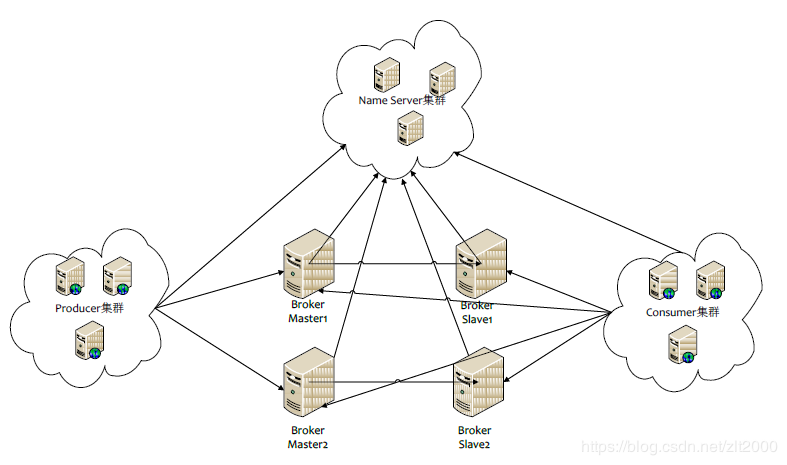 Name Server集群
Producer集群
Broker
Master1
Broker
Slave1
Consumer集群
Broker
Master2
Broker
Slave2
https://blog.csdn.net/zlt2000